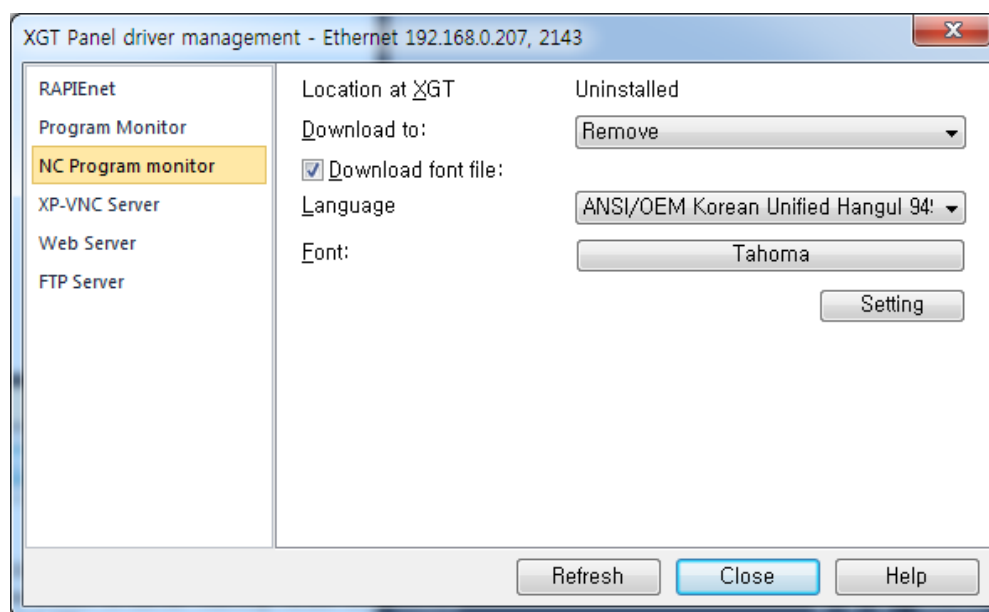 XGT Panel driver management - Ethernet 192.168.0.207, 2143
x
RAPIEnet
Program Monitor
NC Program monitor
XP-VNC Server
Web Server
FTP Server
Location at XGT Uninstalled
Download to: Remove
Download font file:
Language ANSI/OEM Korean Unified Hangul 94
Font: Tahoma
Setting
Refresh Close Help